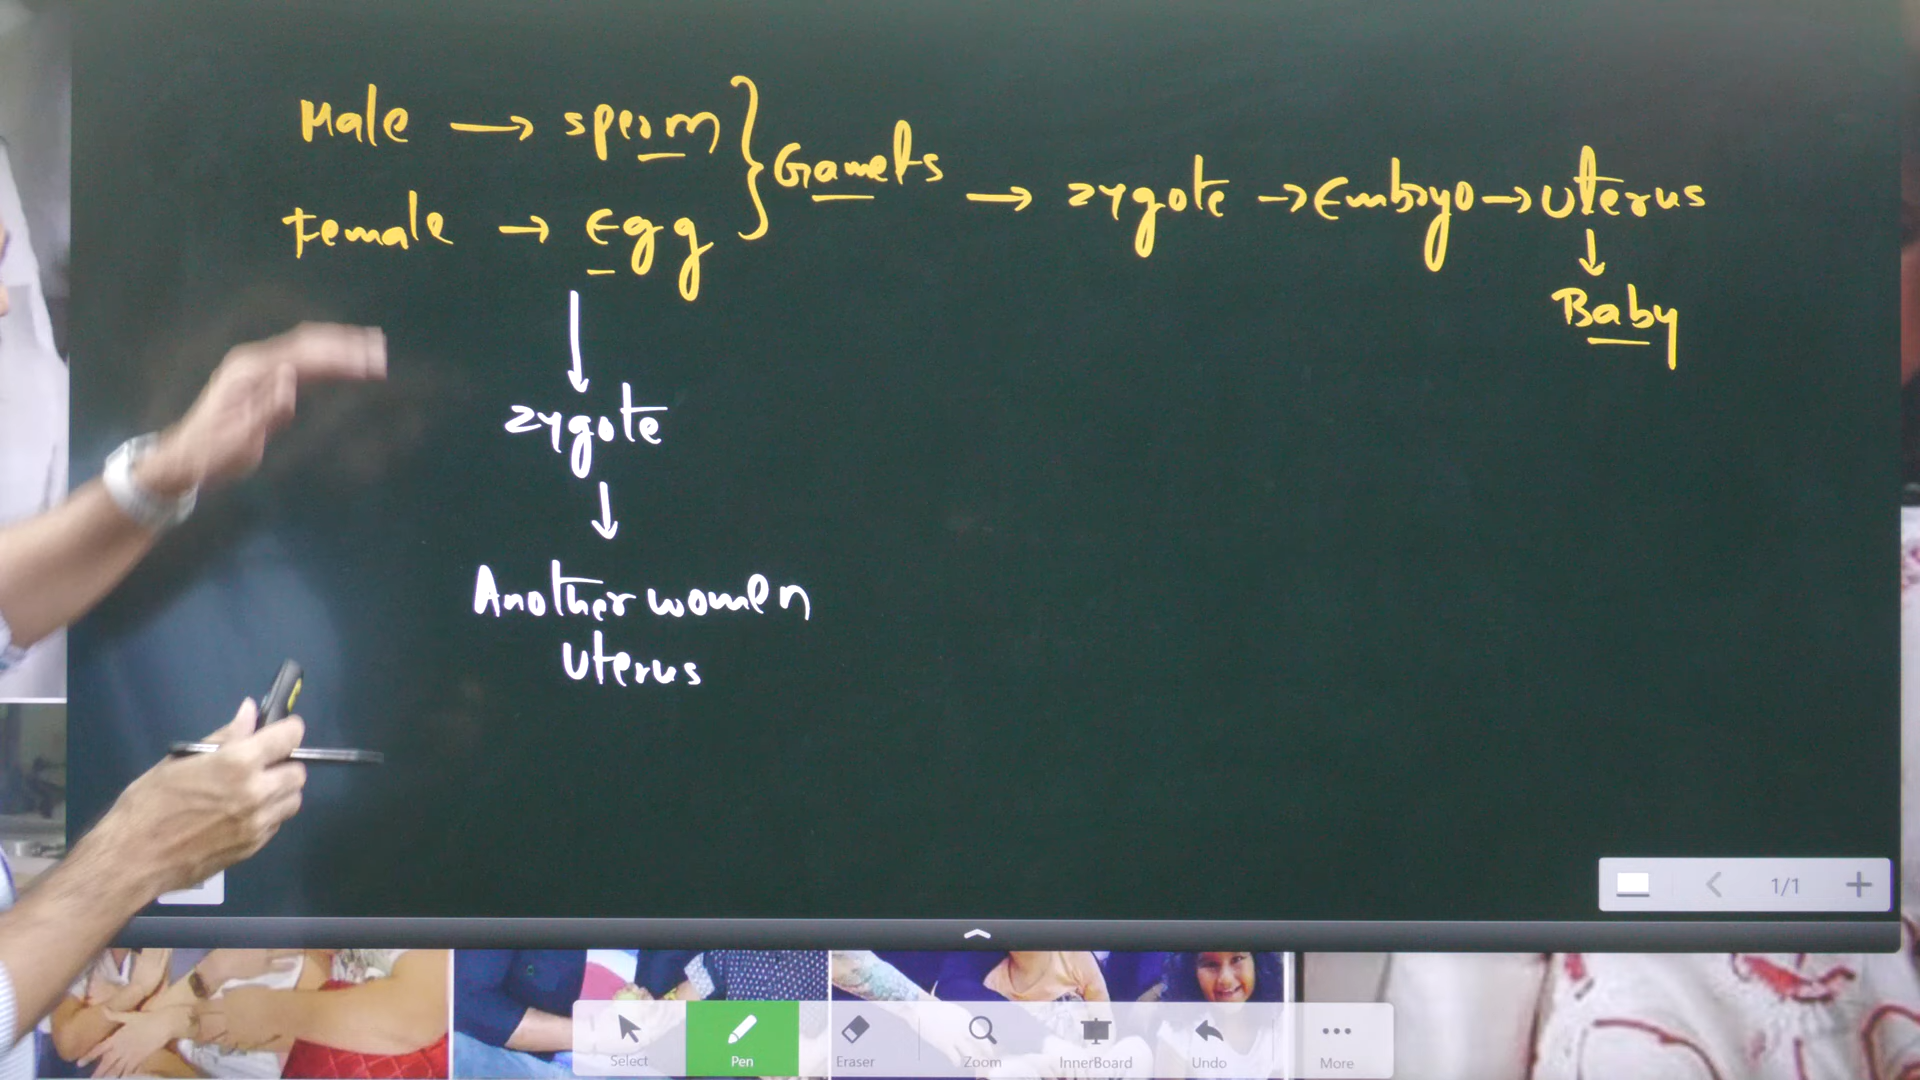 Male → sperm } Gamets → zygote → Embryo → Uterus
Female → Egg
↓
Baby
↓
zygote
↓
Another women
Uterus
1/1
Select Pen Eraser Zoom InnerBoard Undo More